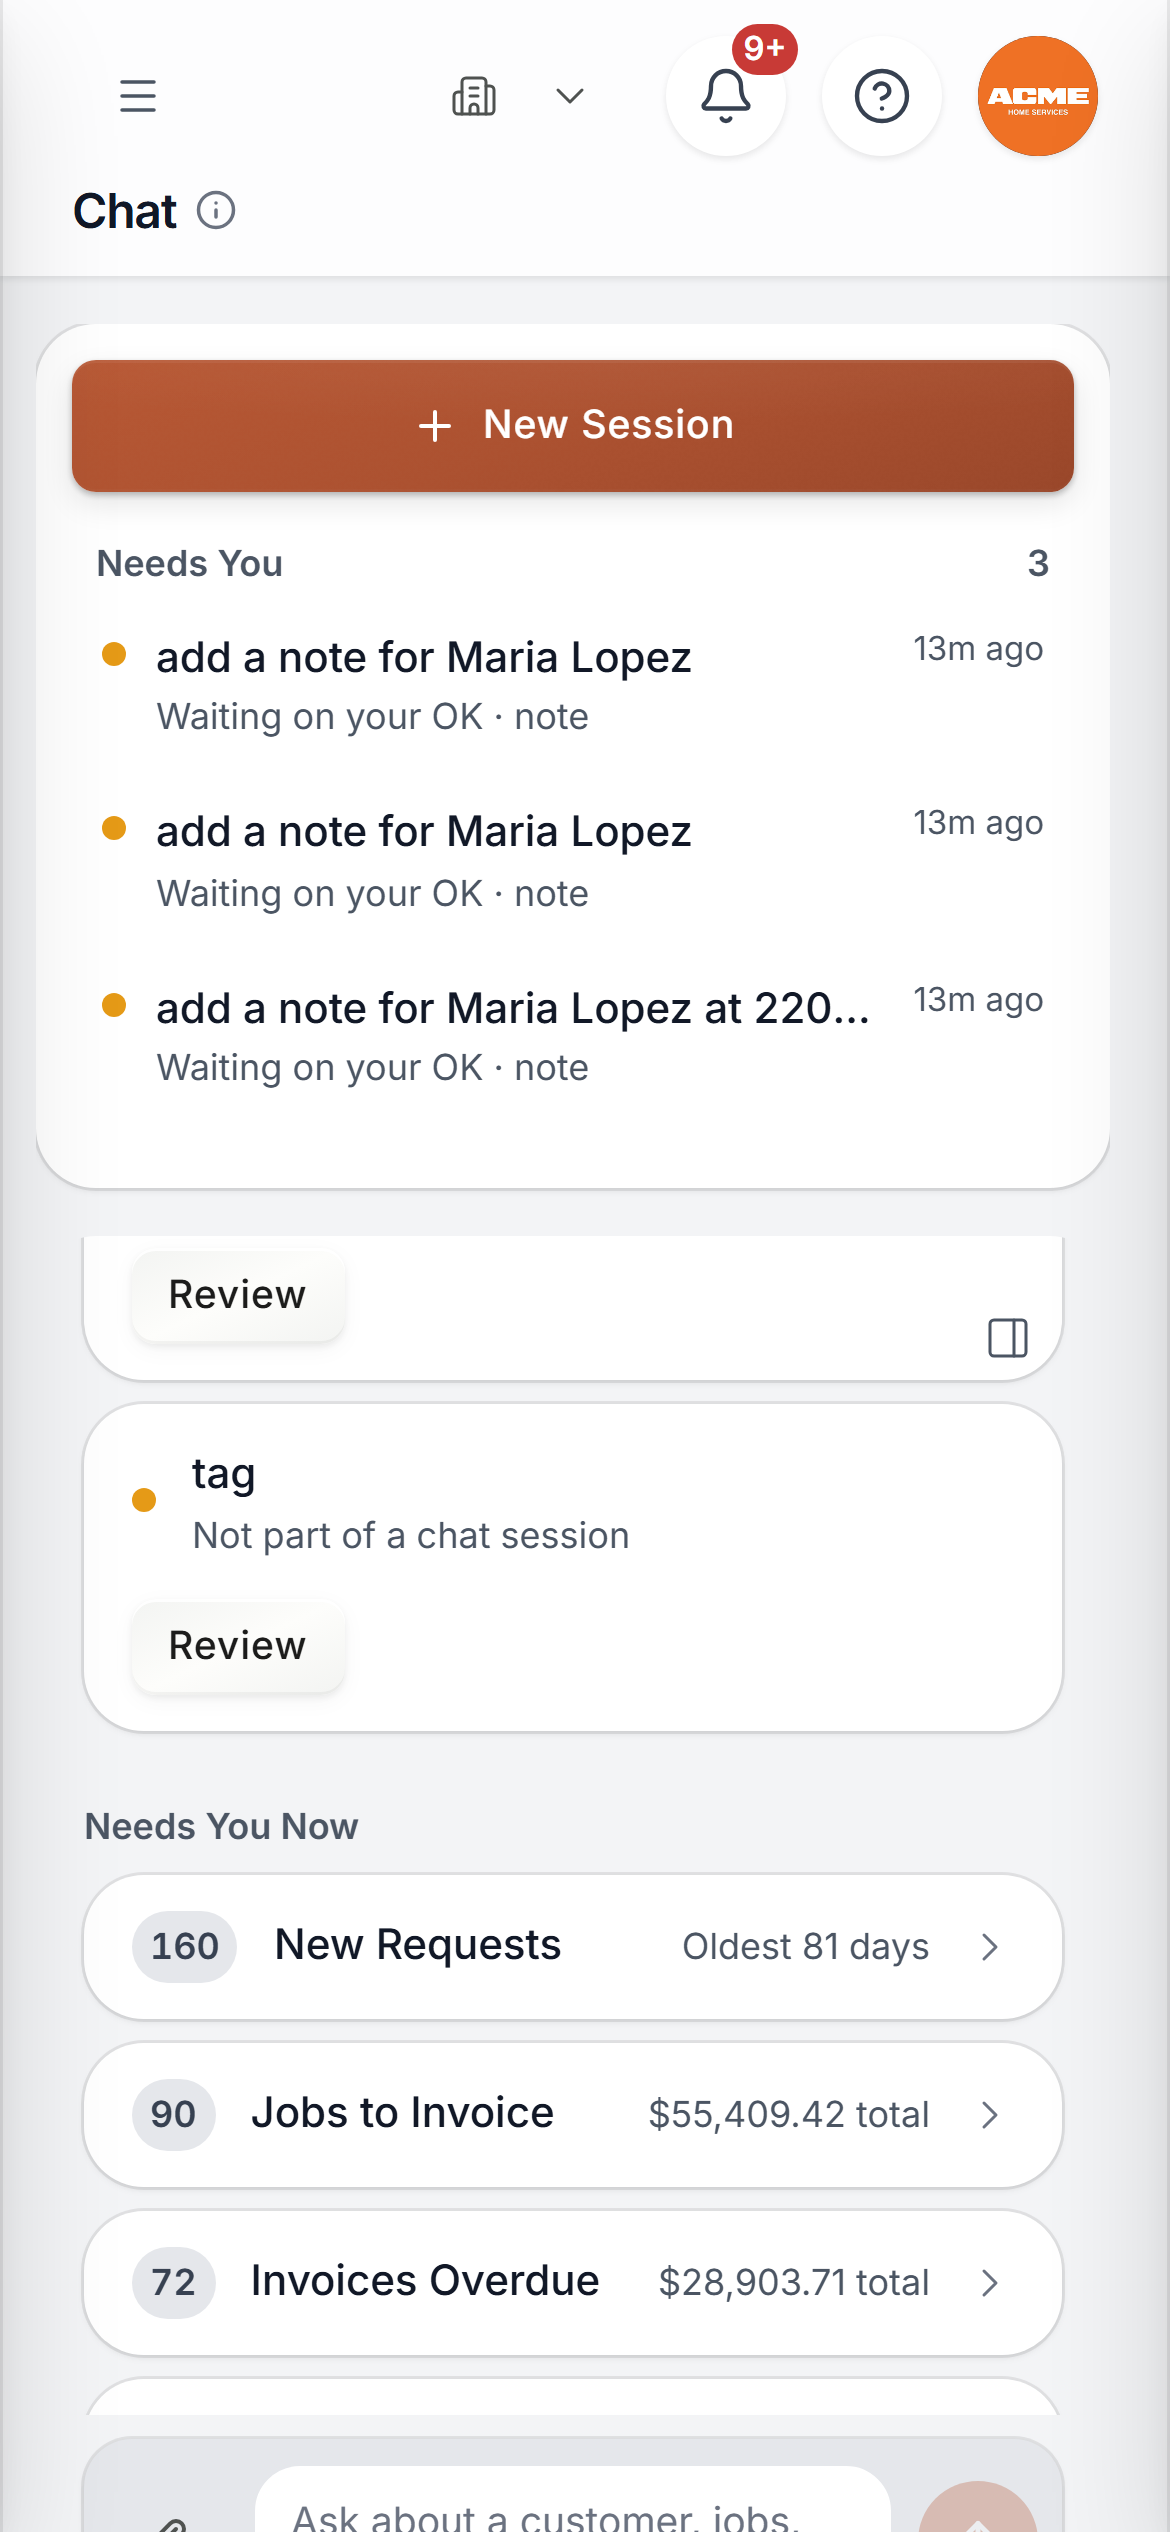 9+
ACME
HOME SERVICES
Chat
New Session
Needs You 3
add a note for Maria Lopez 13m ago
Waiting on your OK · note
add a note for Maria Lopez 13m ago
Waiting on your OK · note
add a note for Maria Lopez at 220... 13m ago
Waiting on your OK · note
Review
tag
Not part of a chat session
Review
Needs You Now
160 New Requests Oldest 81 days
90 Jobs to Invoice $55,409.42 total
72 Invoices Overdue $28,903.71 total
Ask about a customer, jobs,